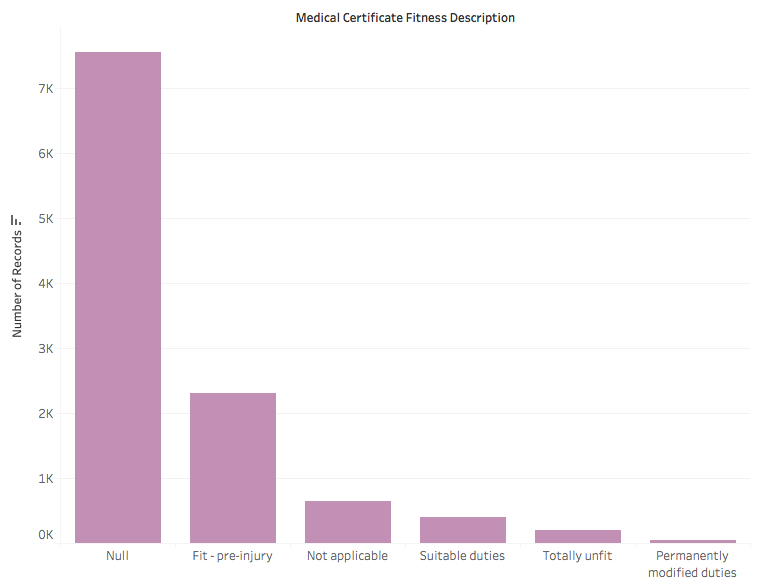 Medical Certificate Fitness Description
Number of Records
7K
6K
5K
4K
3K
2K
1K
0K
Null
Fit - pre-injury
Not applicable
Suitable duties
Totally unfit
Permanently
modified duties